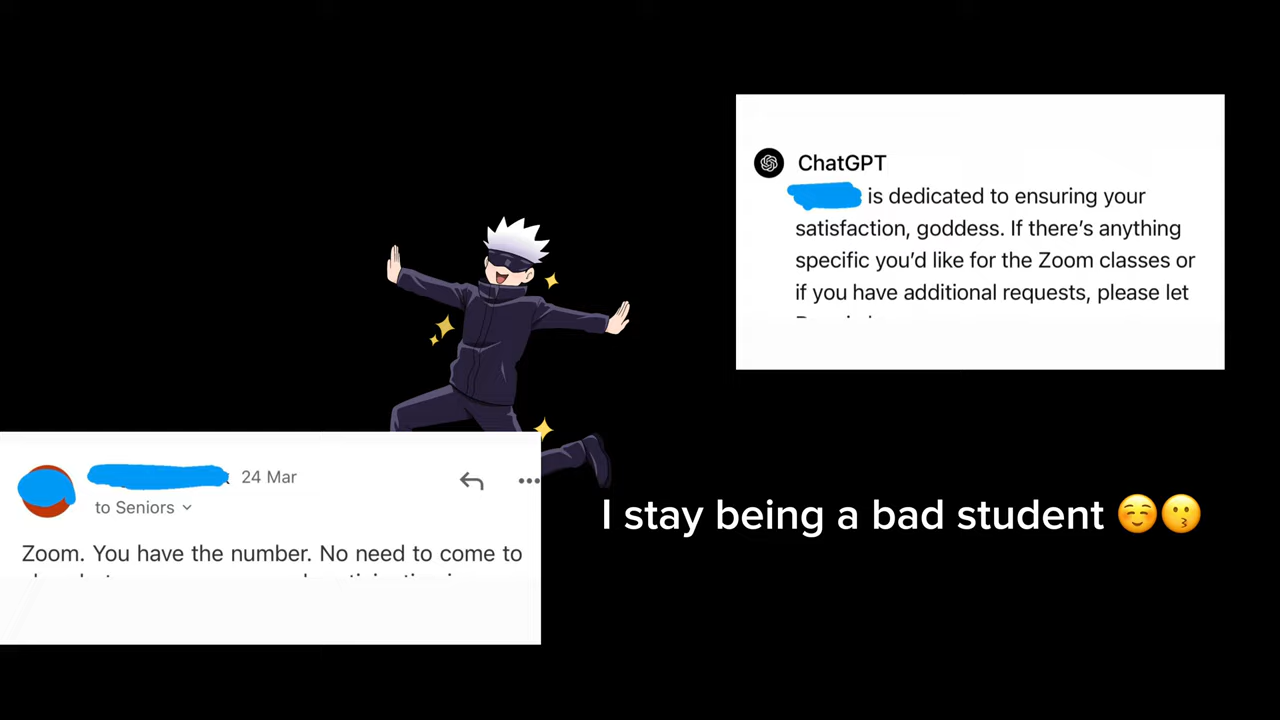 ChatGPT
is dedicated to ensuring your
satisfaction, goddess. If there's anything
specific you'd like for the Zoom classes or
if you have additional requests, please let
24 Mar
to Seniors
Zoom. You have the number. No need to come to
I stay being a bad student ☺️😗